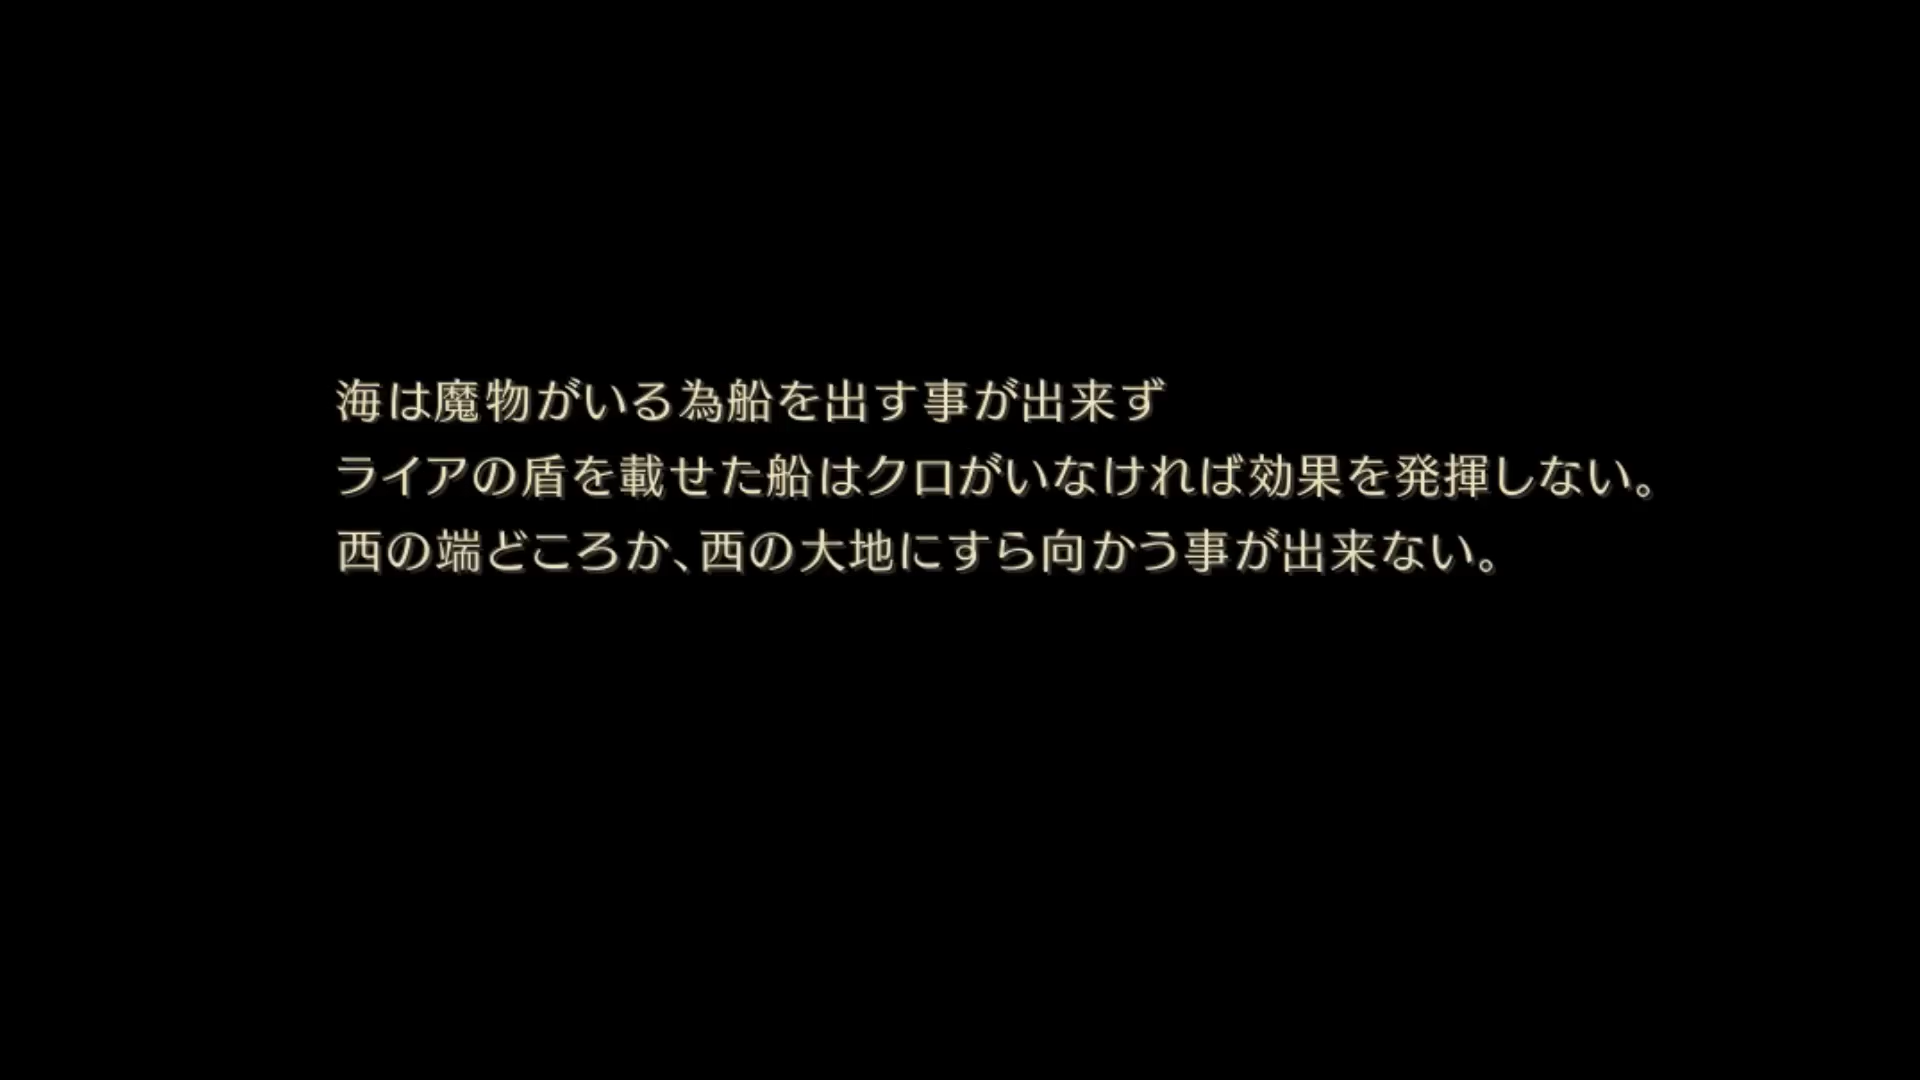 海は魔物がいる為船を出す事が出来ず
ライアの盾を載せた船はクロがいなければ効果を発揮しない。
西の端どころか、西の大地にすら向かう事が出来ない。